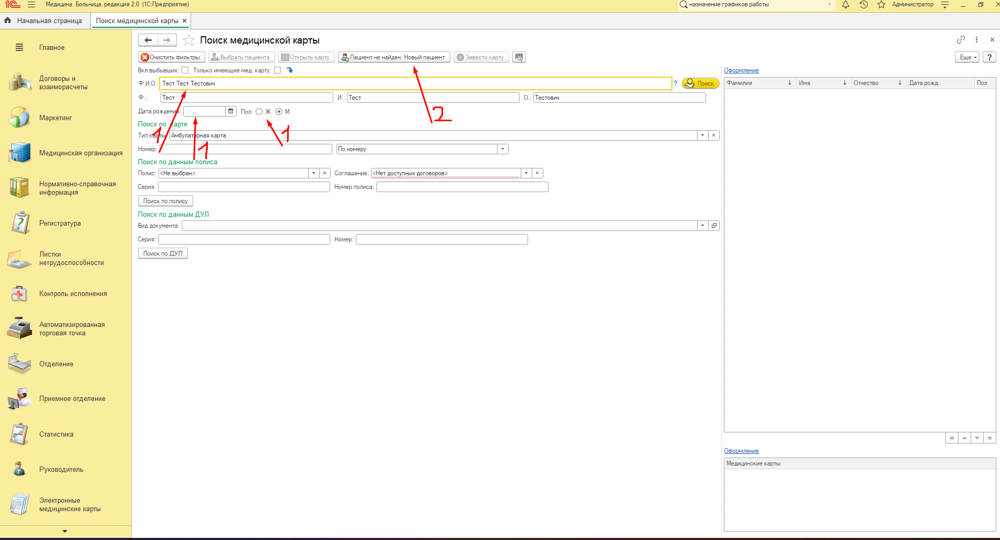 1С Медицина. Больница, редакция 2.0 (1С:Предприятие) назначение графиков работы × Администратор
Начальная страница Поиск медицинской карты ×
Главное
Договоры и
взаиморасчеты
Маркетинг
Медицинская организация
Нормативно-справочная
информация
Регистратура
Листки
нетрудоспособности
Контроль исполнения
Автоматизированная
торговая точка
Отделение
Приемное отделение
Статистика
Руководитель
Электронные
медицинские карты
Поиск медицинской карты
Очистить фильтры Выбрать пациента Открыть карту Пациент не найден. Новый пациент Завести карту Еще ?
Вкл.выбывших: Только имеющие мед. карту:
Ф.И.О.: Тест Тест Тестович ? Поиск
Ф.: Тест И.: Тест О.: Тестович
Дата рождения: . . Пол: Ж М
2
Поиск по карте
1 1
Тип карты: Амбулаторная карта
1
Номер: По номеру
Поиск по данным полиса
Полис: <Не выбран> Соглашение: <Нет доступных договоров>
Серия: Номер полиса:
Поиск по полису
Поиск по данным ДУЛ
Вид документа:
Серия: Номер:
Поиск по ДУЛ
Оформление
Фамилия Имя Отчество Дата рожд. Пол
Оформление
Медицинские карты